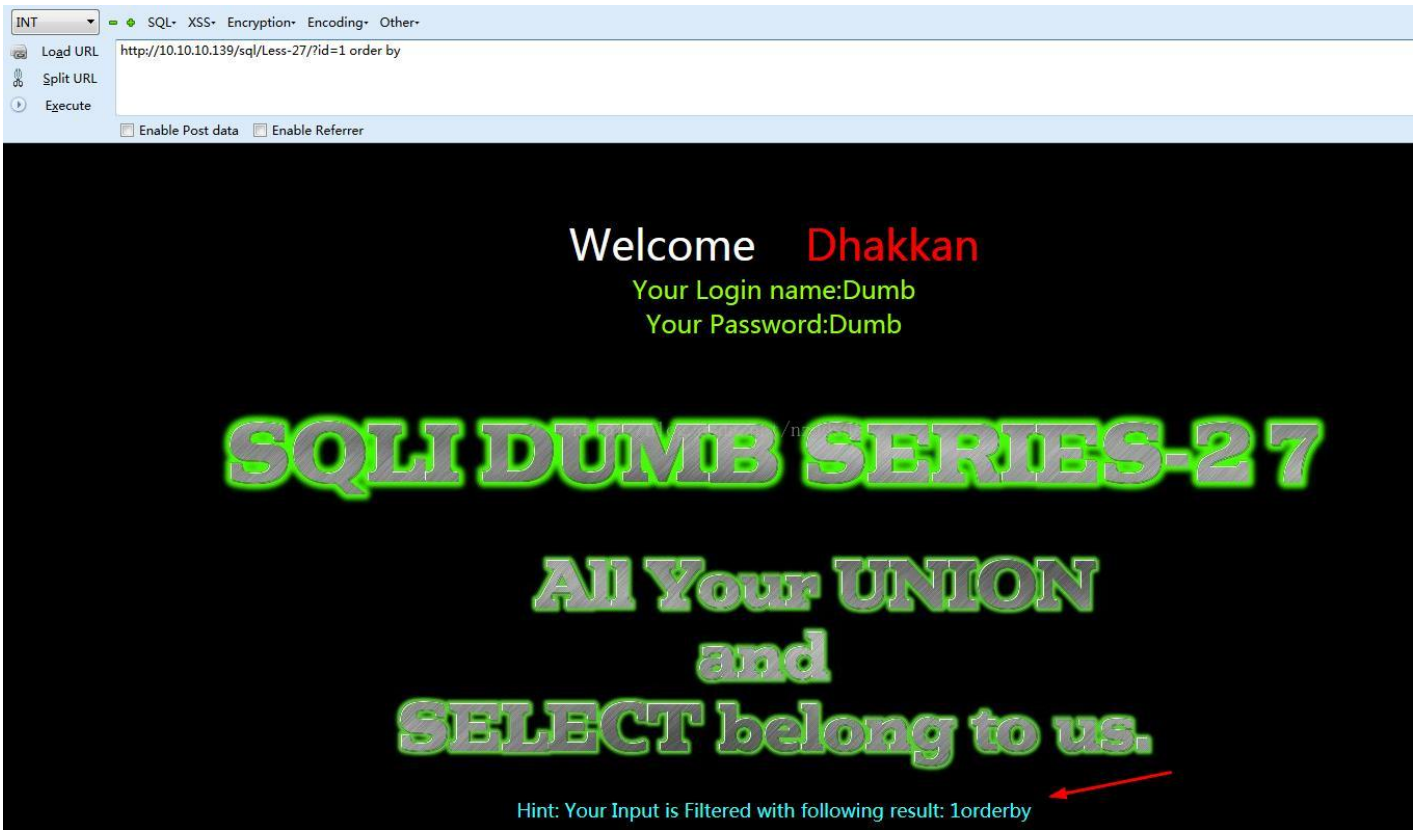 INT SQL- XSS- Encryption- Encoding- Other-
Load URL http://10.10.10.139/sql/Less-27/?id=1 order by
Split URL
Execute
Enable Post data Enable Referrer
Welcome Dhakkan
Your Login name:Dumb
Your Password:Dumb
SQLI DUMB SERIES-27
All Your UNION
and
SELECT belong to us.
Hint: Your Input is Filtered with following result: 1orderby